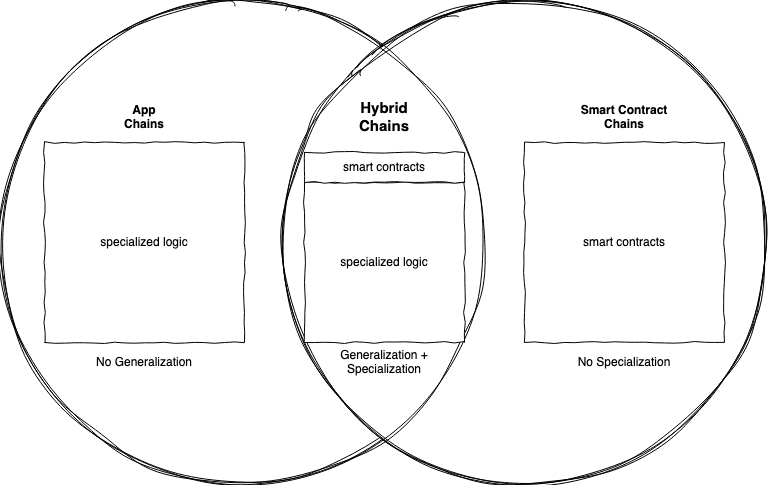 App
Chains
specialized logic
No Generalization
Hybrid
Chains
smart contracts
specialized logic
Generalization +
Specialization
Smart Contract
Chains
smart contracts
No Specialization